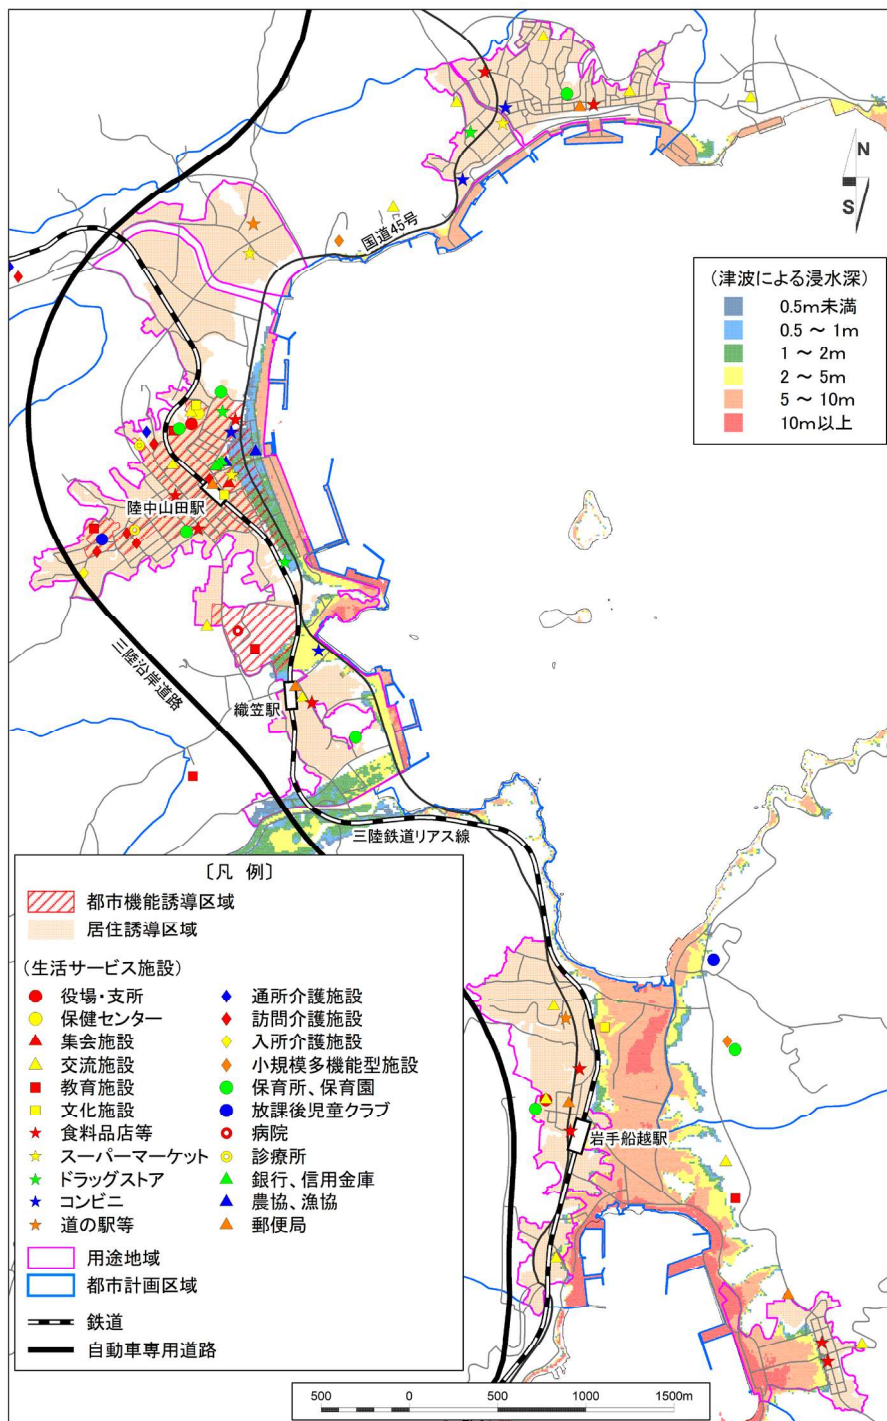 N
S
国道45号
（津波による浸水深）
0.5m未満
0.5 ～ 1m
1 ～ 2m
2 ～ 5m
5 ～ 10m
10m以上
陸中山田駅
三陸沿岸道路
織笠駅
三陸鉄道リアス線
岩手船越駅
〔凡 例〕
都市機能誘導区域
居住誘導区域
（生活サービス施設）
役場・支所
保健センター
集会施設
交流施設
教育施設
文化施設
食料品店等
スーパーマーケット
ドラッグストア
コンビニ
道の駅等
通所介護施設
訪問介護施設
入所介護施設
小規模多機能型施設
保育所、保育園
放課後児童クラブ
病院
診療所
銀行、信用金庫
農協、漁協
郵便局
用途地域
都市計画区域
鉄道
自動車専用道路
500 0 500 1000 1500m